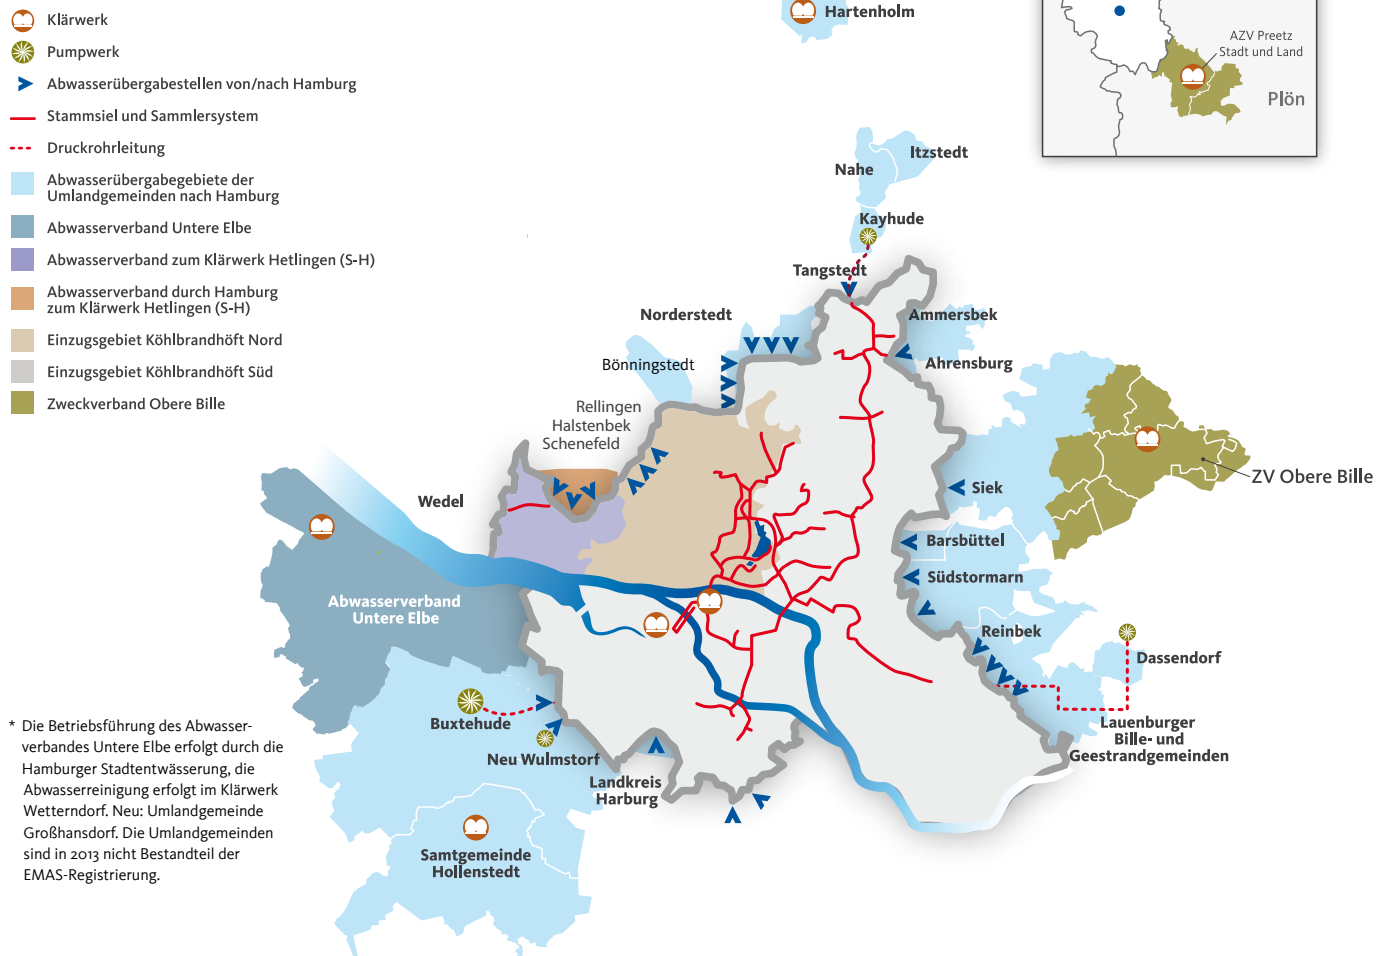 Klärwerk
Pumpwerk
Abwasserübergabestellen von/nach Hamburg
Stammsiel und Sammlersystem
Druckrohrleitung
Abwasserübergabegebiete der
Umlandgemeinden nach Hamburg
Abwasserverband Untere Elbe
Abwasserverband zum Klärwerk Hetlingen (S-H)
Abwasserverband durch Hamburg
zum Klärwerk Hetlingen (S-H)
Einzugsgebiet Köhlbrandhöft Nord
Einzugsgebiet Köhlbrandhöft Süd
Zweckverband Obere Bille
Hartenholm
AZV Preetz
Stadt und Land
Plön
Itzstedt
Nahe
Kayhude
Tangstedt
Norderstedt
Ammersbek
Bönningstedt
Ahrensburg
Rellingen
Halstenbek
Schenefeld
Wedel
Siek
ZV Obere Bille
Barsbüttel
Südstormarn
Abwasserverband
Untere Elbe
Reinbek
Dassendorf
Buxtehude
Neu Wulmstorf
Landkreis
Harburg
Lauenburger
Bille- und
Geestrandgemeinden
Samtgemeinde
Hollenstedt
* Die Betriebsführung des Abwasser-
verbandes Untere Elbe erfolgt durch die
Hamburger Stadtentwässerung, die
Abwasserreinigung erfolgt im Klärwerk
Wetterndorf. Neu: Umlandgemeinde
Großhansdorf. Die Umlandgemeinden
sind in 2013 nicht Bestandteil der
EMAS-Registrierung.